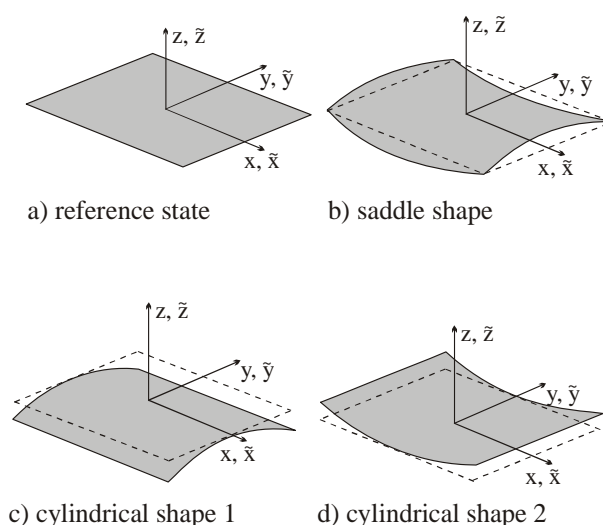 z, z̃
y, ỹ
x, x̃
a) reference state
z, z̃
y, ỹ
x, x̃
b) saddle shape
z, z̃
y, ỹ
x, x̃
c) cylindrical shape 1
z, z̃
y, ỹ
x, x̃
d) cylindrical shape 2